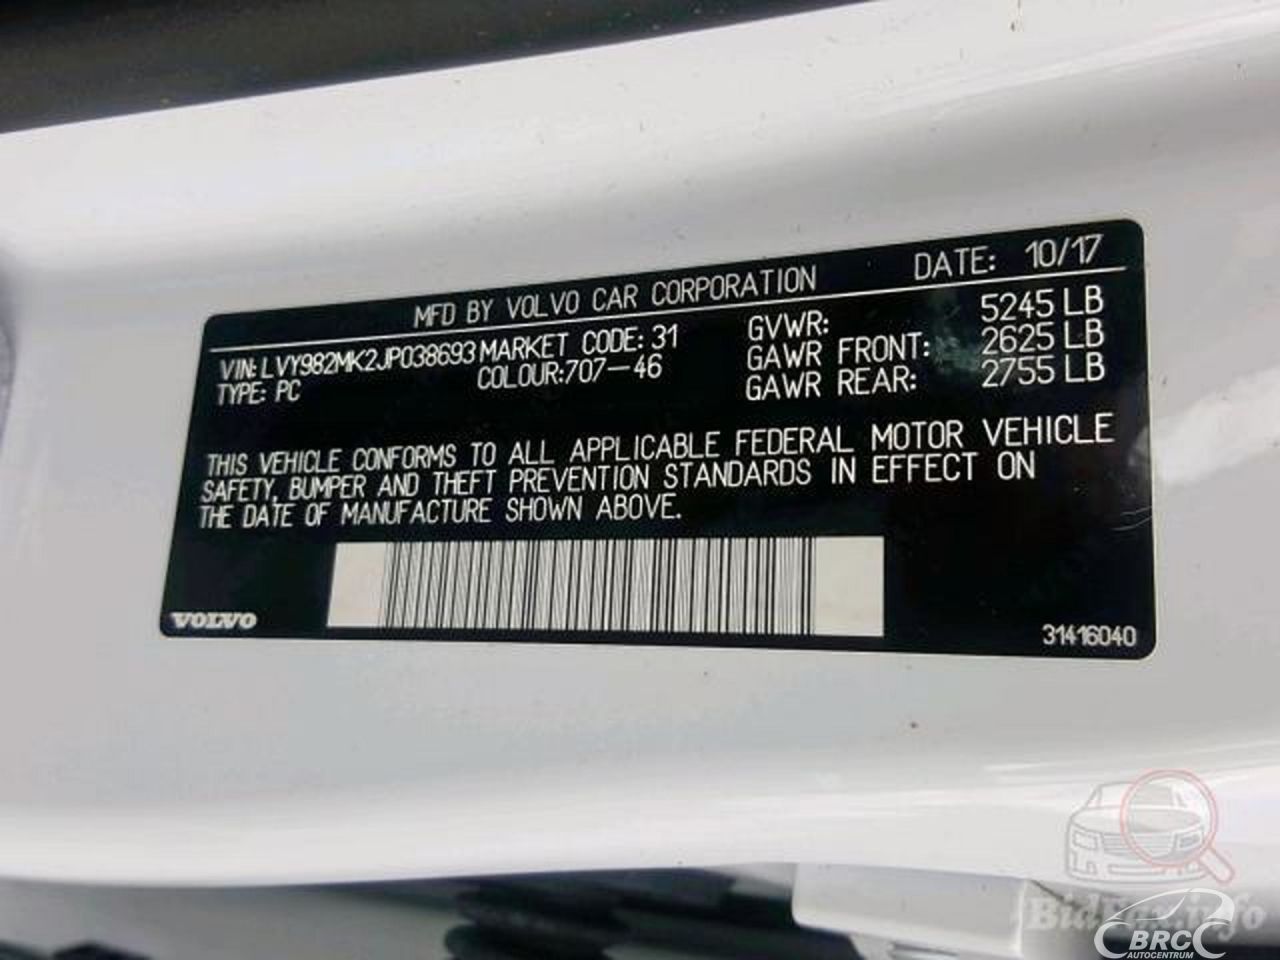 MFD BY VOLVO CAR CORPORATION DATE: 10/17
VIN: LVY982MK2JP038693 MARKET CODE: 31 GVWR: 5245 LB
TYPE: PC COLOUR:707-46 GAWR FRONT: 2625 LB
GAWR REAR: 2755 LB
THIS VEHICLE CONFORMS TO ALL APPLICABLE FEDERAL MOTOR VEHICLE
SAFETY, BUMPER AND THEFT PREVENTION STANDARDS IN EFFECT ON
THE DATE OF MANUFACTURE SHOWN ABOVE.
VOLVO
31416040
BidFax.info
BRC
AUTOCENTRUM